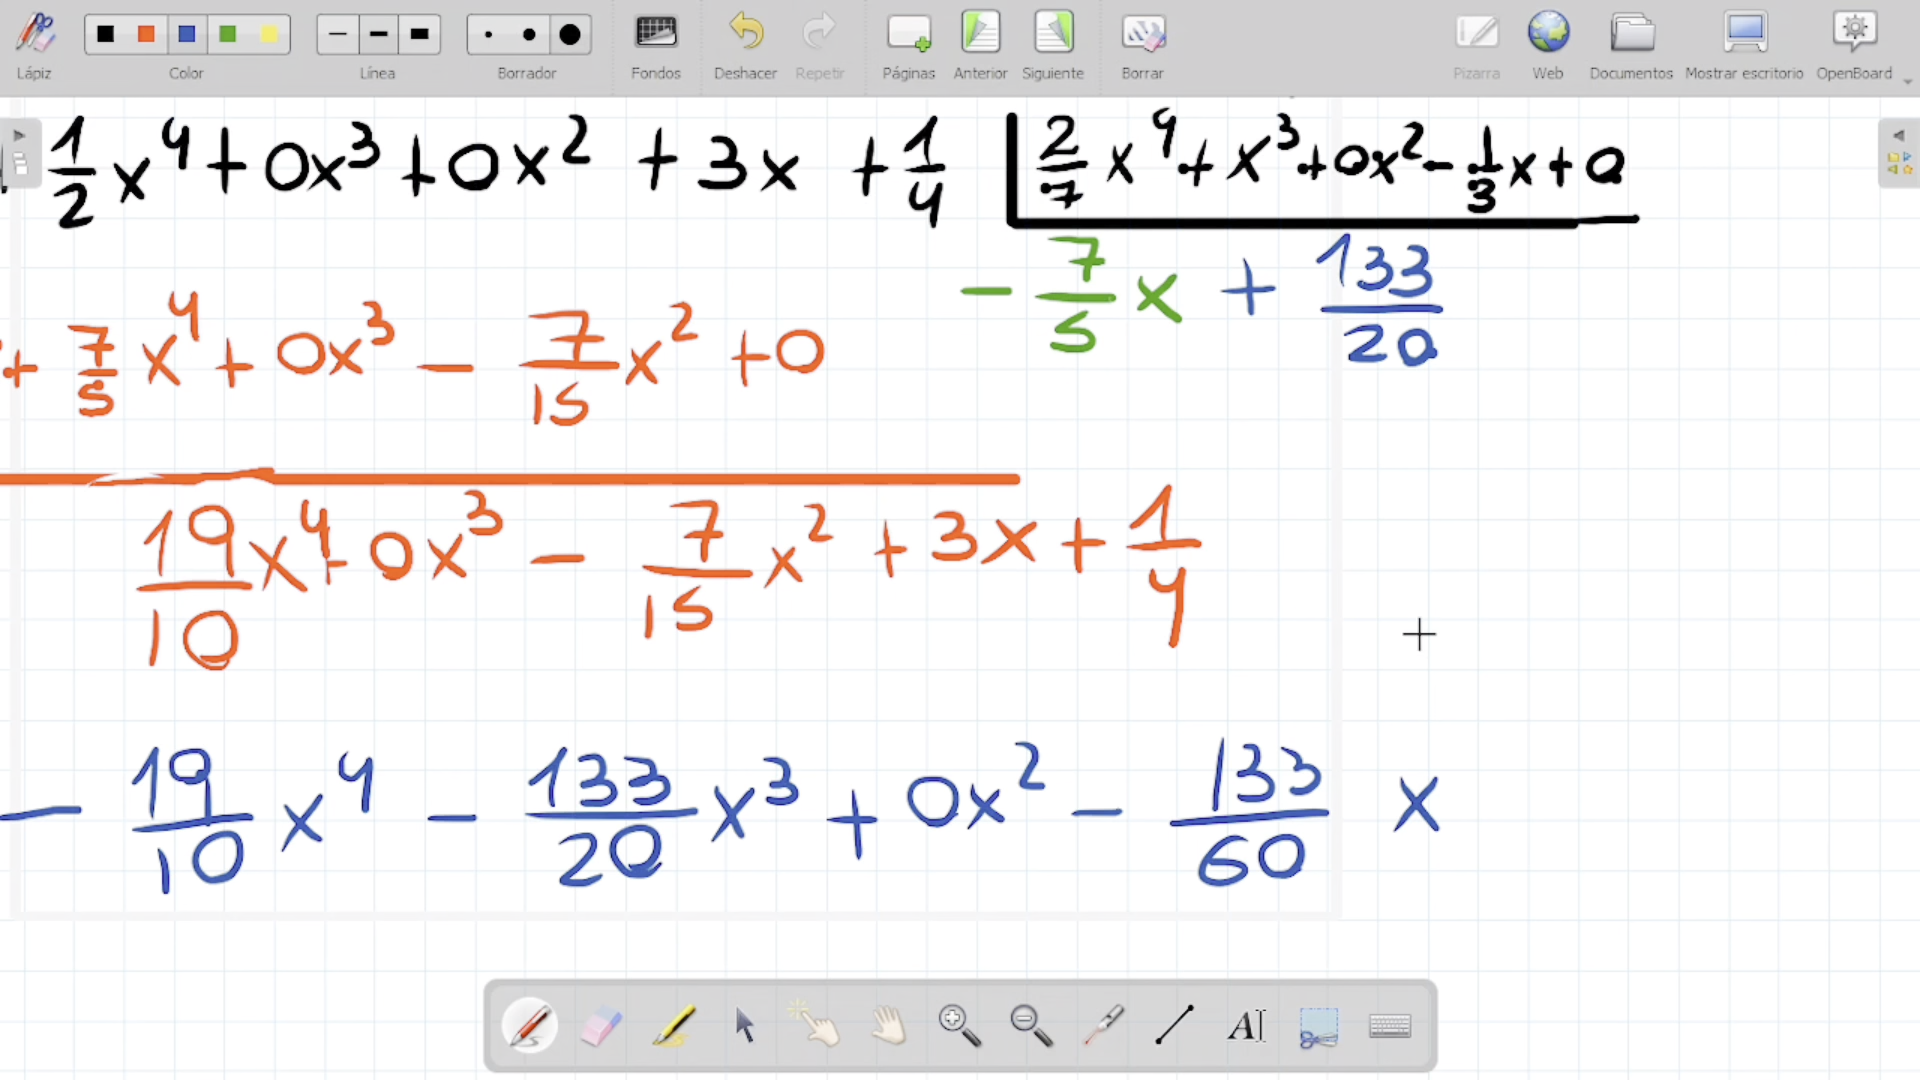 Lápiz Color Línea Borrador Fondos Deshacer Repetir Páginas Anterior Siguiente Borrar Pizarra Web Documentos Mostrar escritorio OpenBoard
1/2 x⁴ + 0x³ + 0x² + 3x + 1/4 | 2/7 x⁴ + x³ + 0x² - 1/3 x + 0
- 7/5 x + 133/20
+ 7/5 x⁴ + 0x³ - 7/15 x² + 0
19/10 x⁴ + 0x³ - 7/15 x² + 3x + 1/4
- 19/10 x⁴ - 133/20 x³ + 0x² - 133/60 x